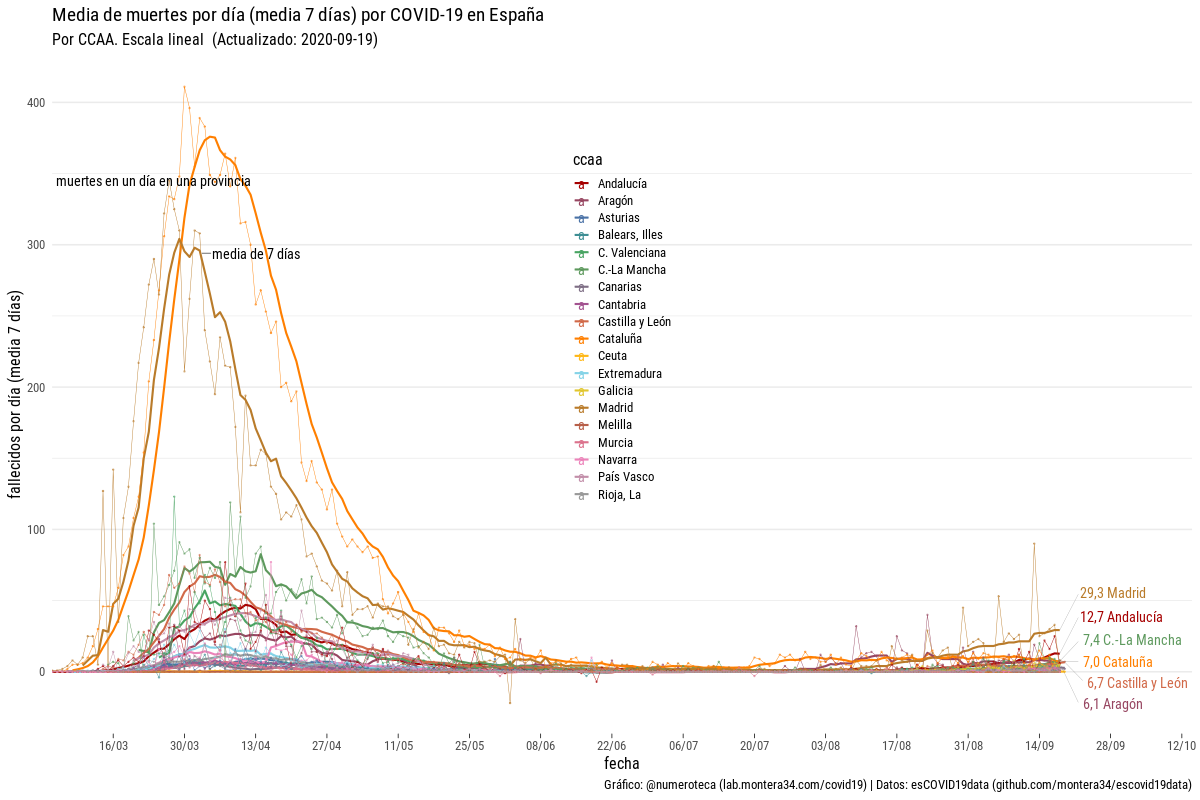 Media de muertes por día (media 7 días) por COVID-19 en España
Por CCAA. Escala lineal (Actualizado: 2020-09-19)
fallecidos por día (media 7 días)
400
300
200
100
0
muertes en un día en una provincia
media de 7 días
ccaa
Andalucía
Aragón
Asturias
Balears, Illes
C. Valenciana
C.-La Mancha
Canarias
Cantabria
Castilla y León
Cataluña
Ceuta
Extremadura
Galicia
Madrid
Melilla
Murcia
Navarra
País Vasco
Rioja, La
29,3 Madrid
12,7 Andalucía
7,4 C.-La Mancha
7,0 Cataluña
6,7 Castilla y León
6,1 Aragón
16/03 30/03 13/04 27/04 11/05 25/05 08/06 22/06 06/07 20/07 03/08 17/08 31/08 14/09 28/09 12/10
fecha
Gráfico: @numeroteca (lab.montera34.com/covid19) | Datos: esCOVID19data (github.com/montera34/escovid19data)